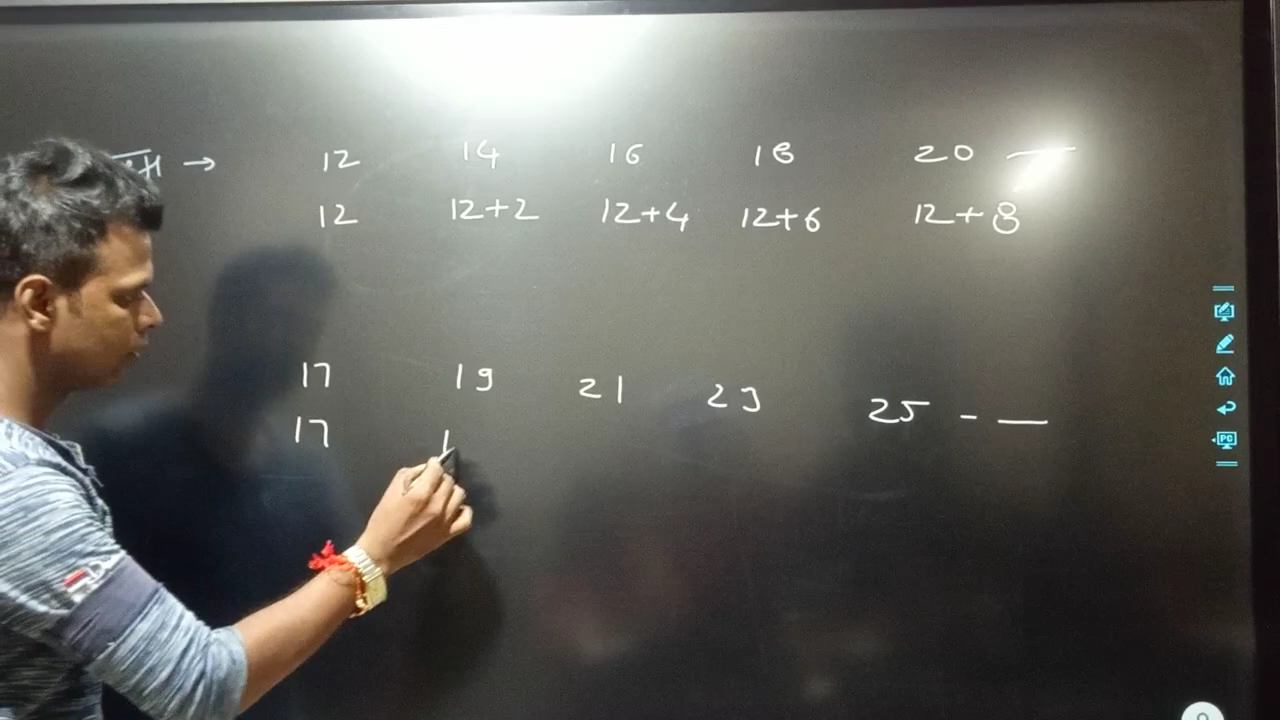 → 12 14 16 18 20 —
12 12+2 12+4 12+6 12+8
17 19 21 23 25 - —
17 1
PC